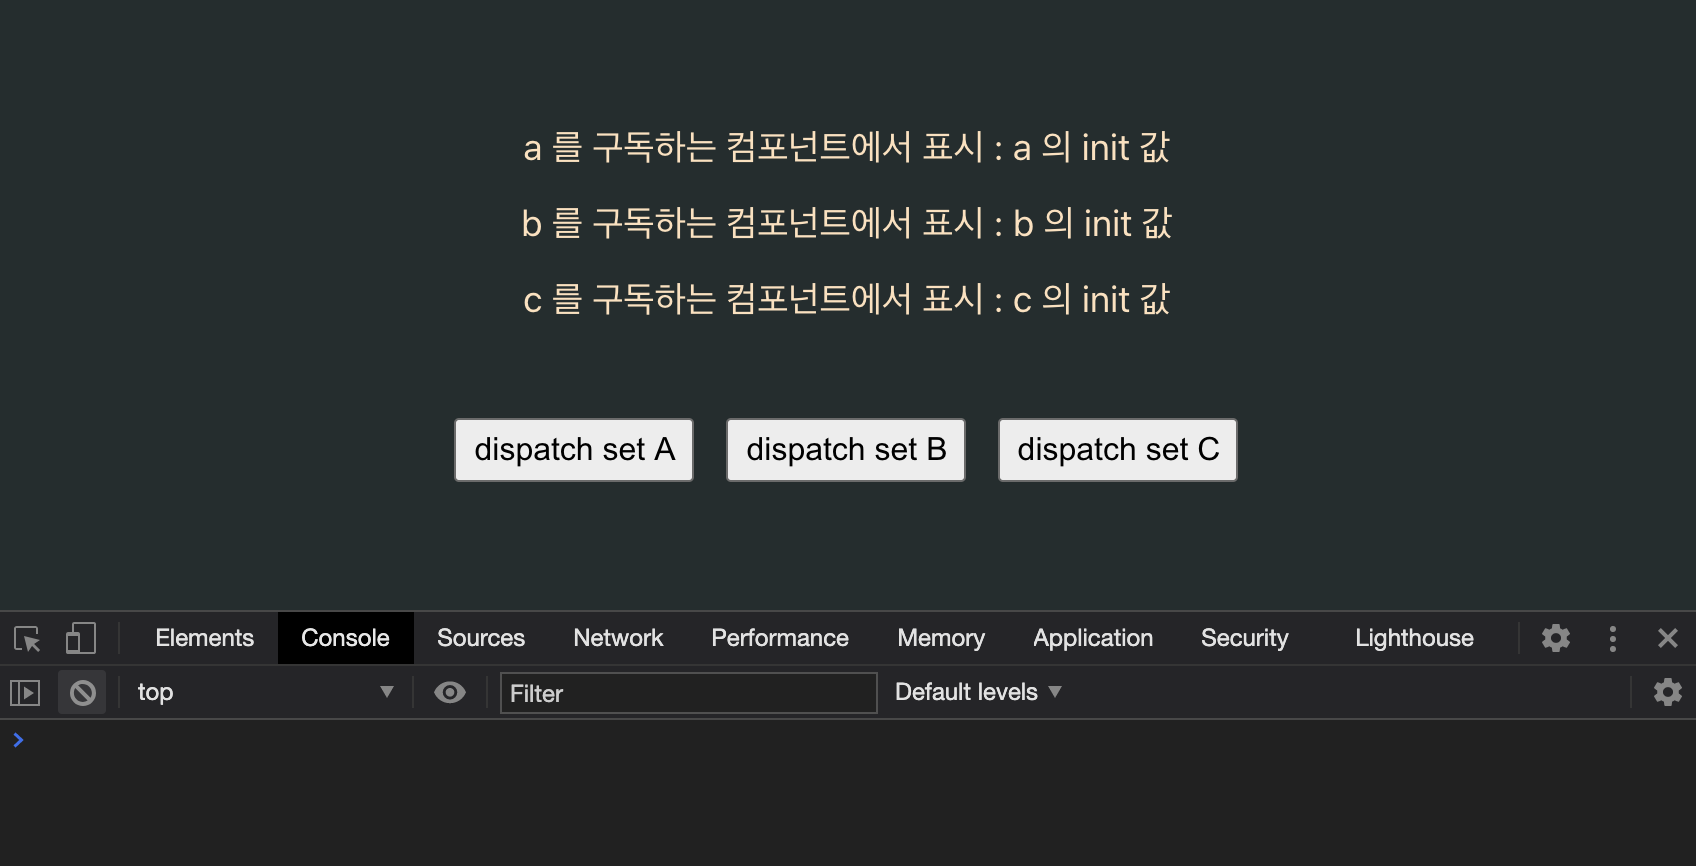 a 를 구독하는 컴포넌트에서 표시 : a 의 init 값
b 를 구독하는 컴포넌트에서 표시 : b 의 init 값
c 를 구독하는 컴포넌트에서 표시 : c 의 init 값
dispatch set A dispatch set B dispatch set C
Elements Console Sources Network Performance Memory Application Security Lighthouse
top Filter Default levels